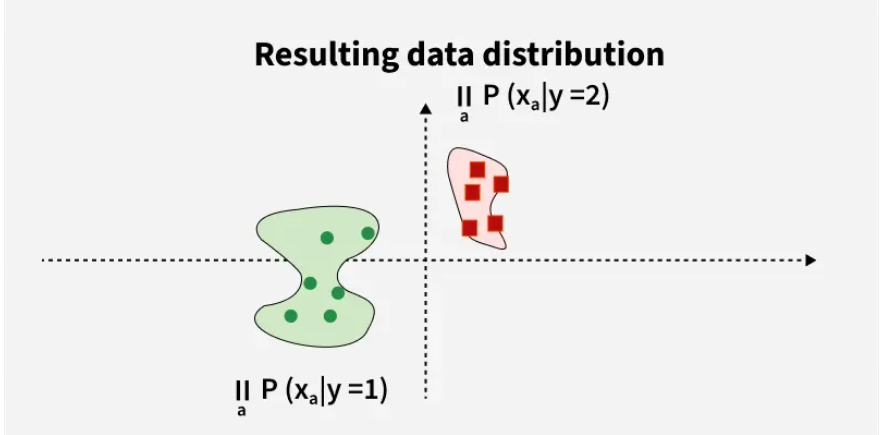 Resulting data distribution
∏ₐ P (xₐ|y =2)
∏ₐ P (xₐ|y =1)